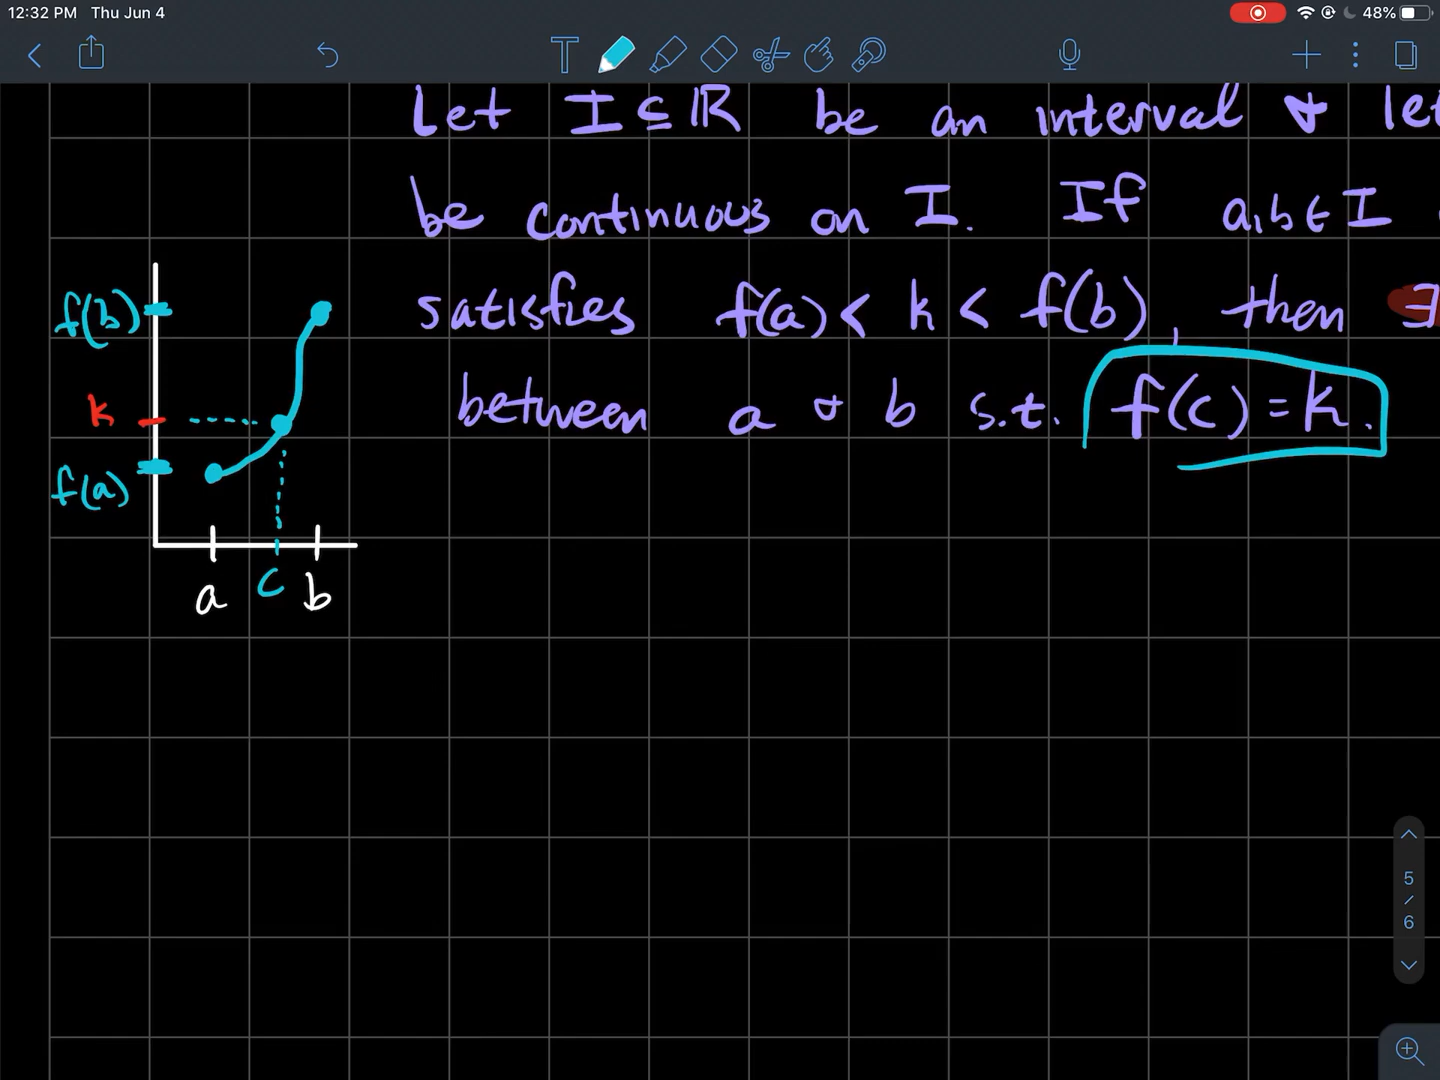 12:32 PM Thu Jun 4
48%
T
Let I ⊆ ℝ be an interval & let
be continuous on I. If a,b ∈ I
satisfies f(a) < k < f(b), then ∃
between a & b s.t. f(c) = k.
f(b)
k
f(a)
a c b
5
/
6